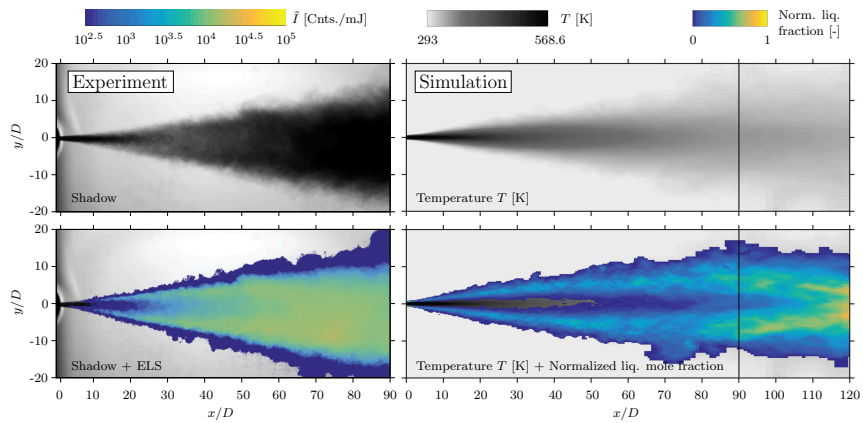 Ĩ [Cnts./mJ]
10^2.5 10^3 10^3.5 10^4 10^4.5 10^5
T [K]
293 568.6
Norm. liq.
fraction [-]
0 1
20
10
0
-10
-20
y/D
Experiment
Shadow
Simulation
Temperature T [K]
20
10
0
-10
-20
y/D
Shadow + ELS
Temperature T [K] + Normalized liq. mole fraction
0 10 20 30 40 50 60 70 80 90
x/D
0 10 20 30 40 50 60 70 80 90 100 110 120
x/D